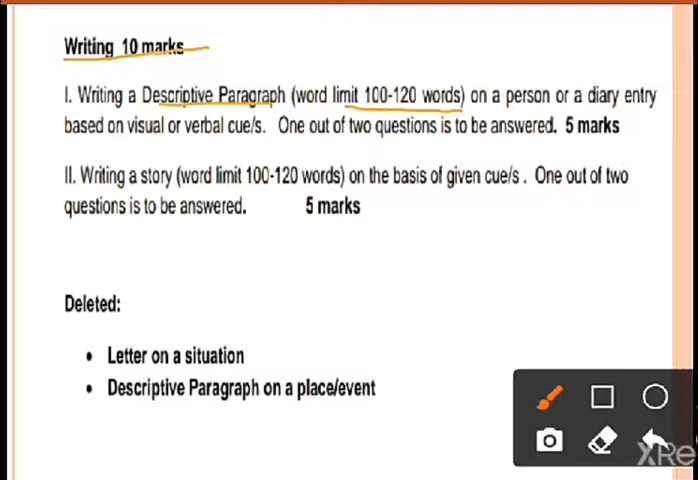 Writing 10 marks
I. Writing a Descriptive Paragraph (word limit 100-120 words) on a person or a diary entry
based on visual or verbal cue/s. One out of two questions is to be answered. 5 marks
II. Writing a story (word limit 100-120 words) on the basis of given cue/s . One out of two
questions is to be answered. 5 marks
Deleted:
• Letter on a situation
• Descriptive Paragraph on a place/event
XRe